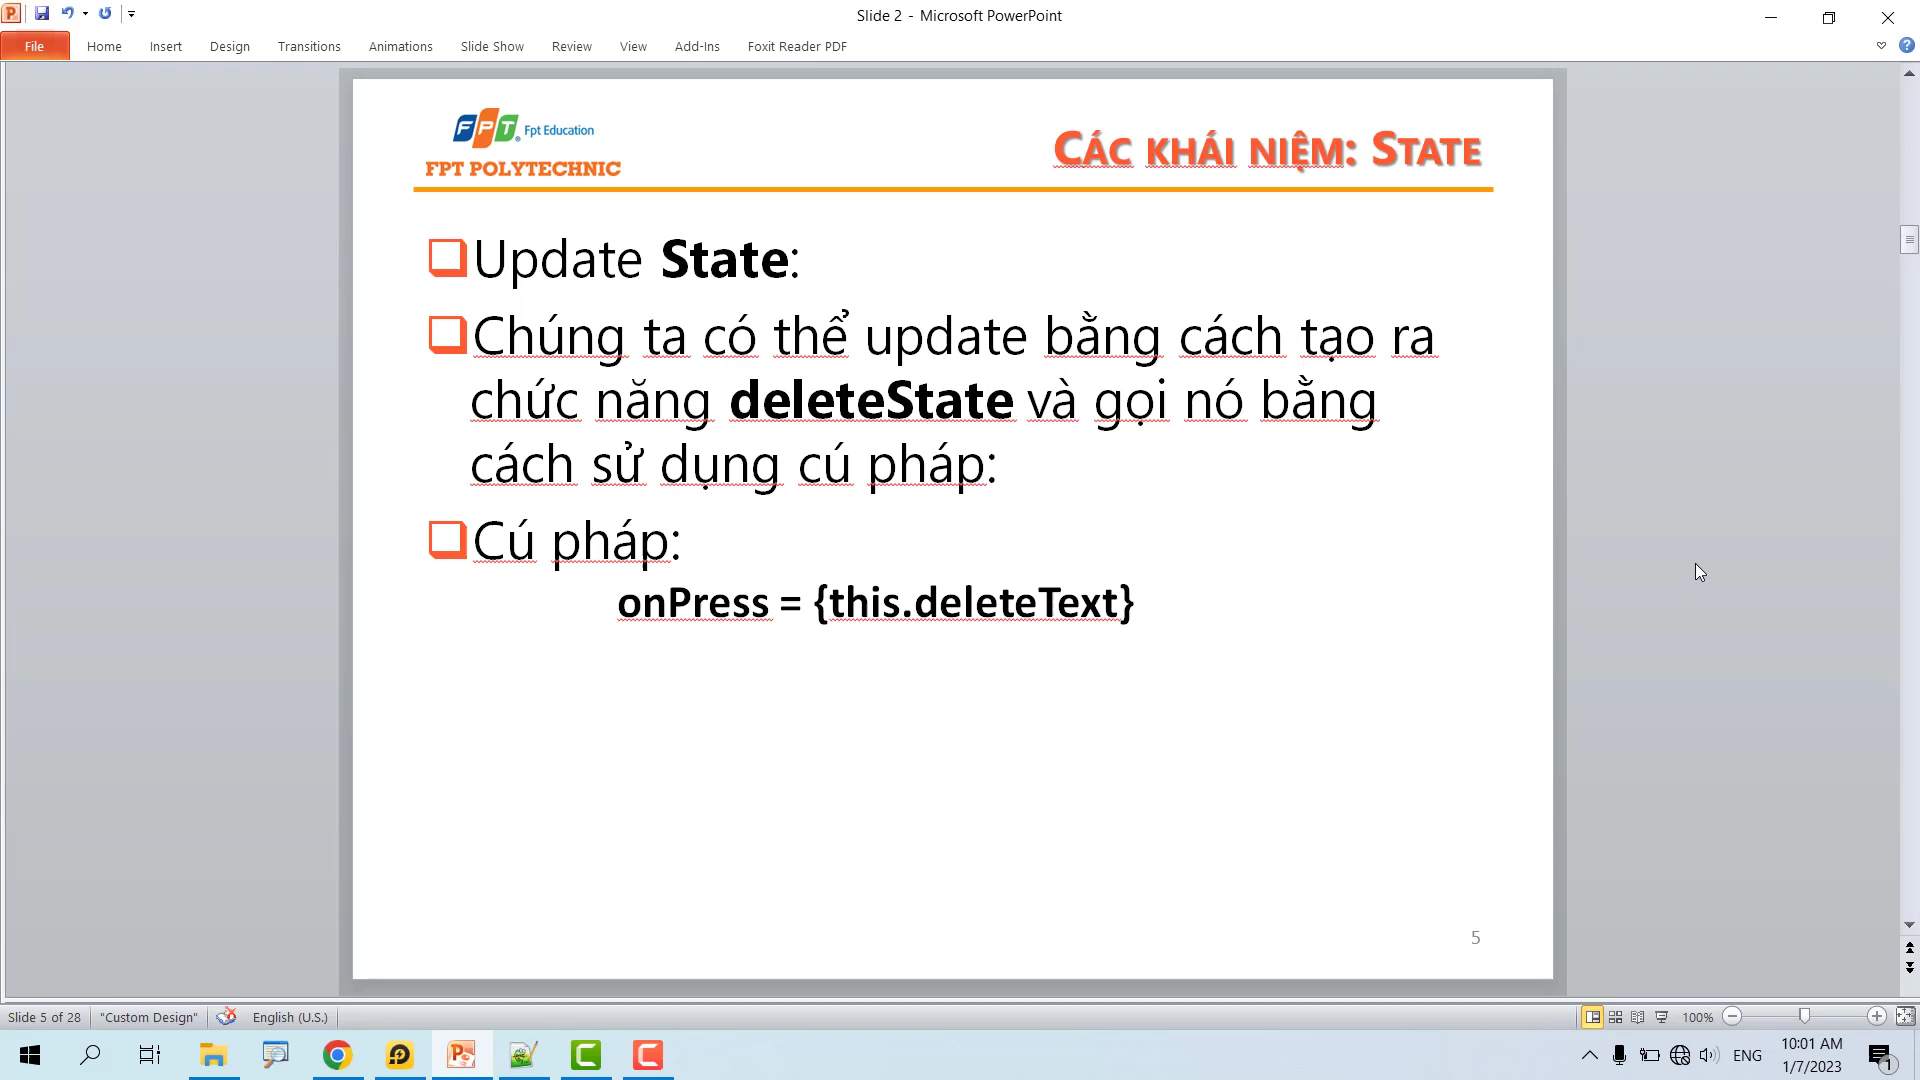 Slide 2 - Microsoft PowerPoint
File Home Insert Design Transitions Animations Slide Show Review View Add-Ins Foxit Reader PDF
FPT Fpt Education
FPT POLYTECHNIC
CÁC KHÁI NIỆM: STATE
Update State:
Chúng ta có thể update bằng cách tạo ra
chức năng deleteState và gọi nó bằng
cách sử dụng cú pháp:
Cú pháp:
onPress = {this.deleteText}
5
Slide 5 of 28 "Custom Design" English (U.S.) 100%
ENG 10:01 AM
1/7/2023 1